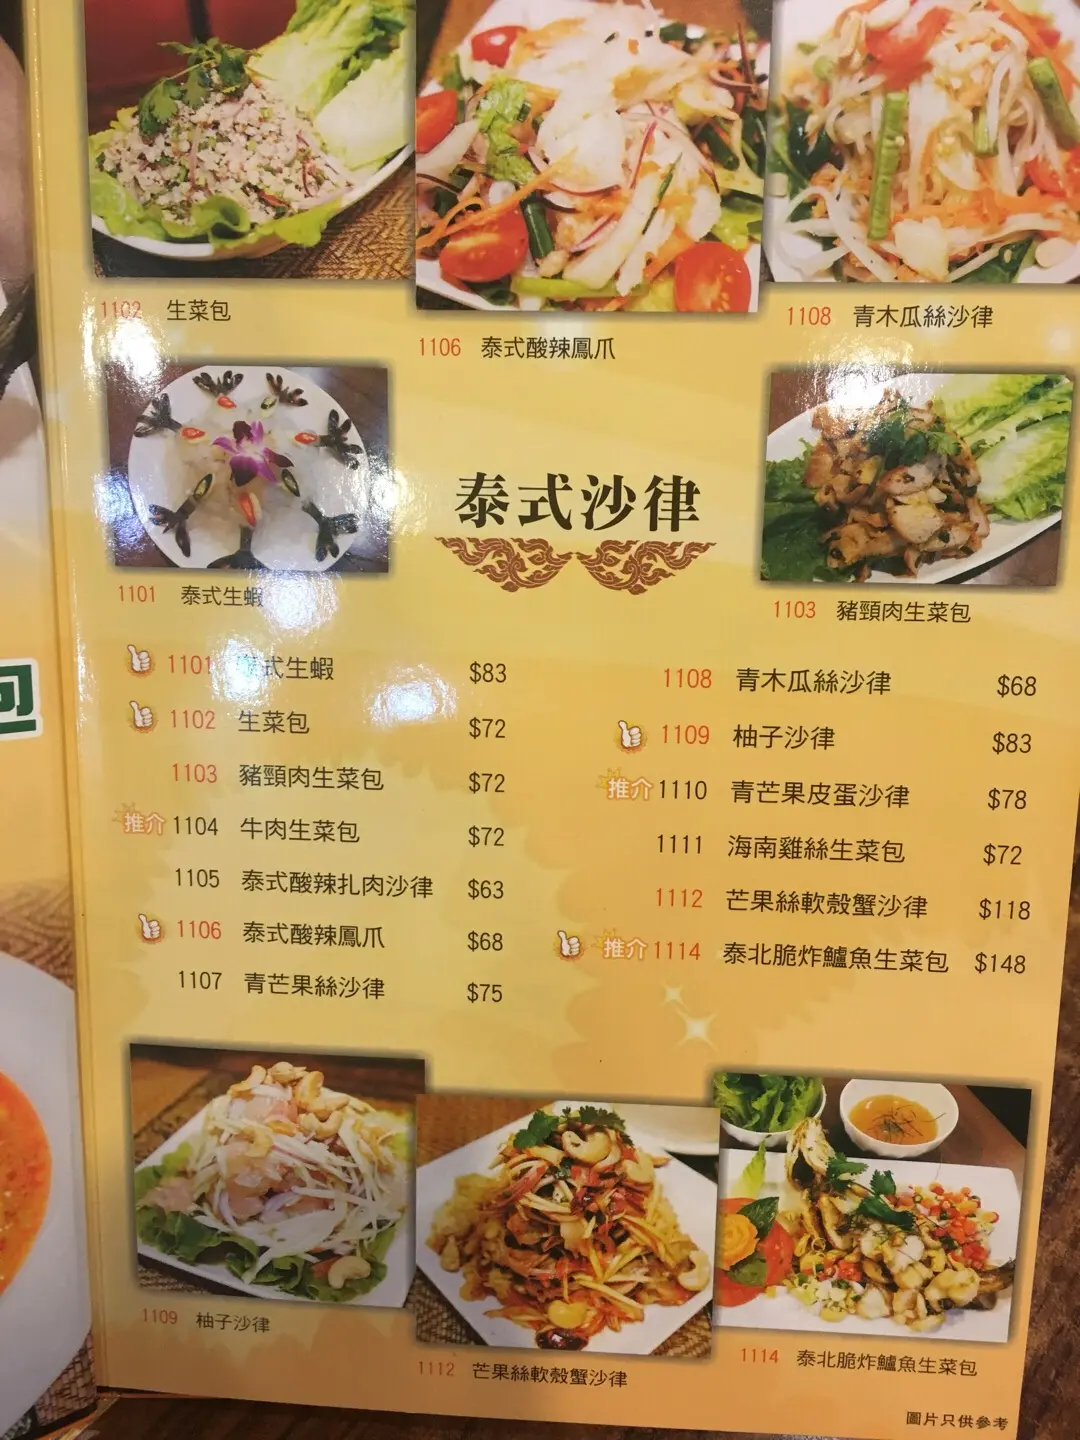 1102 生菜包
1106 泰式酸辣鳳爪
1108 青木瓜絲沙律
泰式沙律
1101 泰式生蝦
1103 豬頸肉生菜包
1101 泰式生蝦 $83
1102 生菜包 $72
1103 豬頸肉生菜包 $72
推介 1104 牛肉生菜包 $72
1105 泰式酸辣扎肉沙律 $63
1106 泰式酸辣鳳爪 $68
1107 青芒果絲沙律 $75
1108 青木瓜絲沙律 $68
1109 柚子沙律 $83
推介 1110 青芒果皮蛋沙律 $78
1111 海南雞絲生菜包 $72
1112 芒果絲軟殼蟹沙律 $118
推介 1114 泰北脆炸鱸魚生菜包 $148
1109 柚子沙律
1112 芒果絲軟殼蟹沙律
1114 泰北脆炸鱸魚生菜包
圖片只供參考